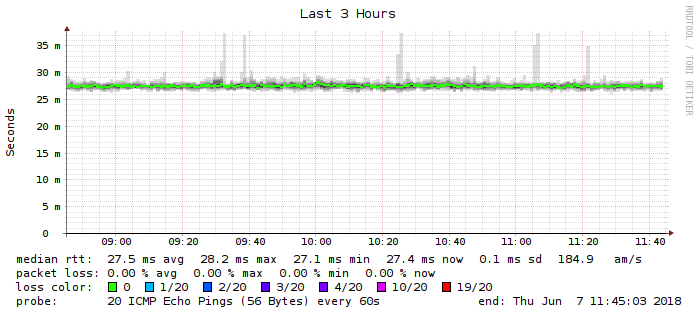 Last 3 Hours
RRDTOOL / TOBI OETIKER
Seconds
35 m
30 m
25 m
20 m
15 m
10 m
5 m
0
09:00 09:20 09:40 10:00 10:20 10:40 11:00 11:20 11:40
median rtt: 27.5 ms avg 28.2 ms max 27.1 ms min 27.4 ms now 0.1 ms sd 184.9 am/s
packet loss: 0.00 % avg 0.00 % max 0.00 % min 0.00 % now
loss color: 0 1/20 2/20 3/20 4/20 10/20 19/20
probe: 20 ICMP Echo Pings (56 Bytes) every 60s end: Thu Jun 7 11:45:03 2018